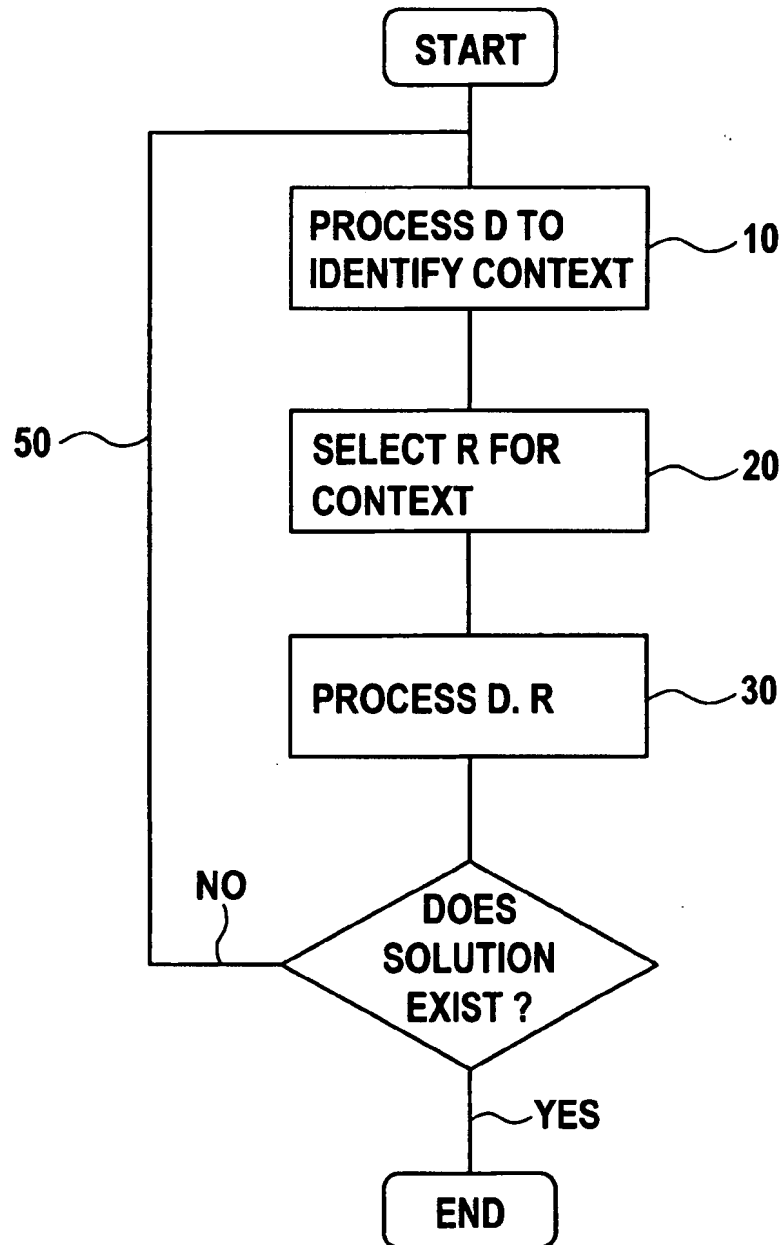 START
PROCESS D TO
IDENTIFY CONTEXT
10
50
SELECT R FOR
CONTEXT
20
PROCESS D. R
30
NO
DOES
SOLUTION
EXIST ?
YES
END